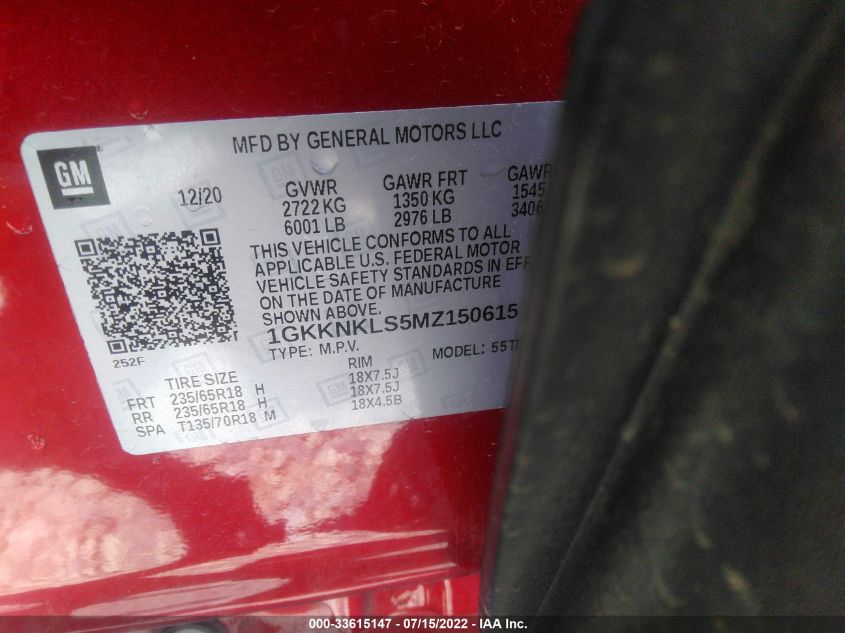 MFD BY GENERAL MOTORS LLC
GM
12/20
GVWR GAWR FRT GAWR
2722 KG 1350 KG 1545
6001 LB 2976 LB 3406
THIS VEHICLE CONFORMS TO ALL
APPLICABLE U.S. FEDERAL MOTOR
VEHICLE SAFETY STANDARDS IN EFF
ON THE DATE OF MANUFACTURE
SHOWN ABOVE.
1GKKNKLS5MZ150615
252F
TYPE: M.P.V. MODEL: 55T
TIRE SIZE RIM
FRT 235/65R18 H 18X7.5J
RR 235/65R18 H 18X7.5J
SPA T135/70R18 M 18X4.5B
000-33615147 - 07/15/2022 - IAA Inc.